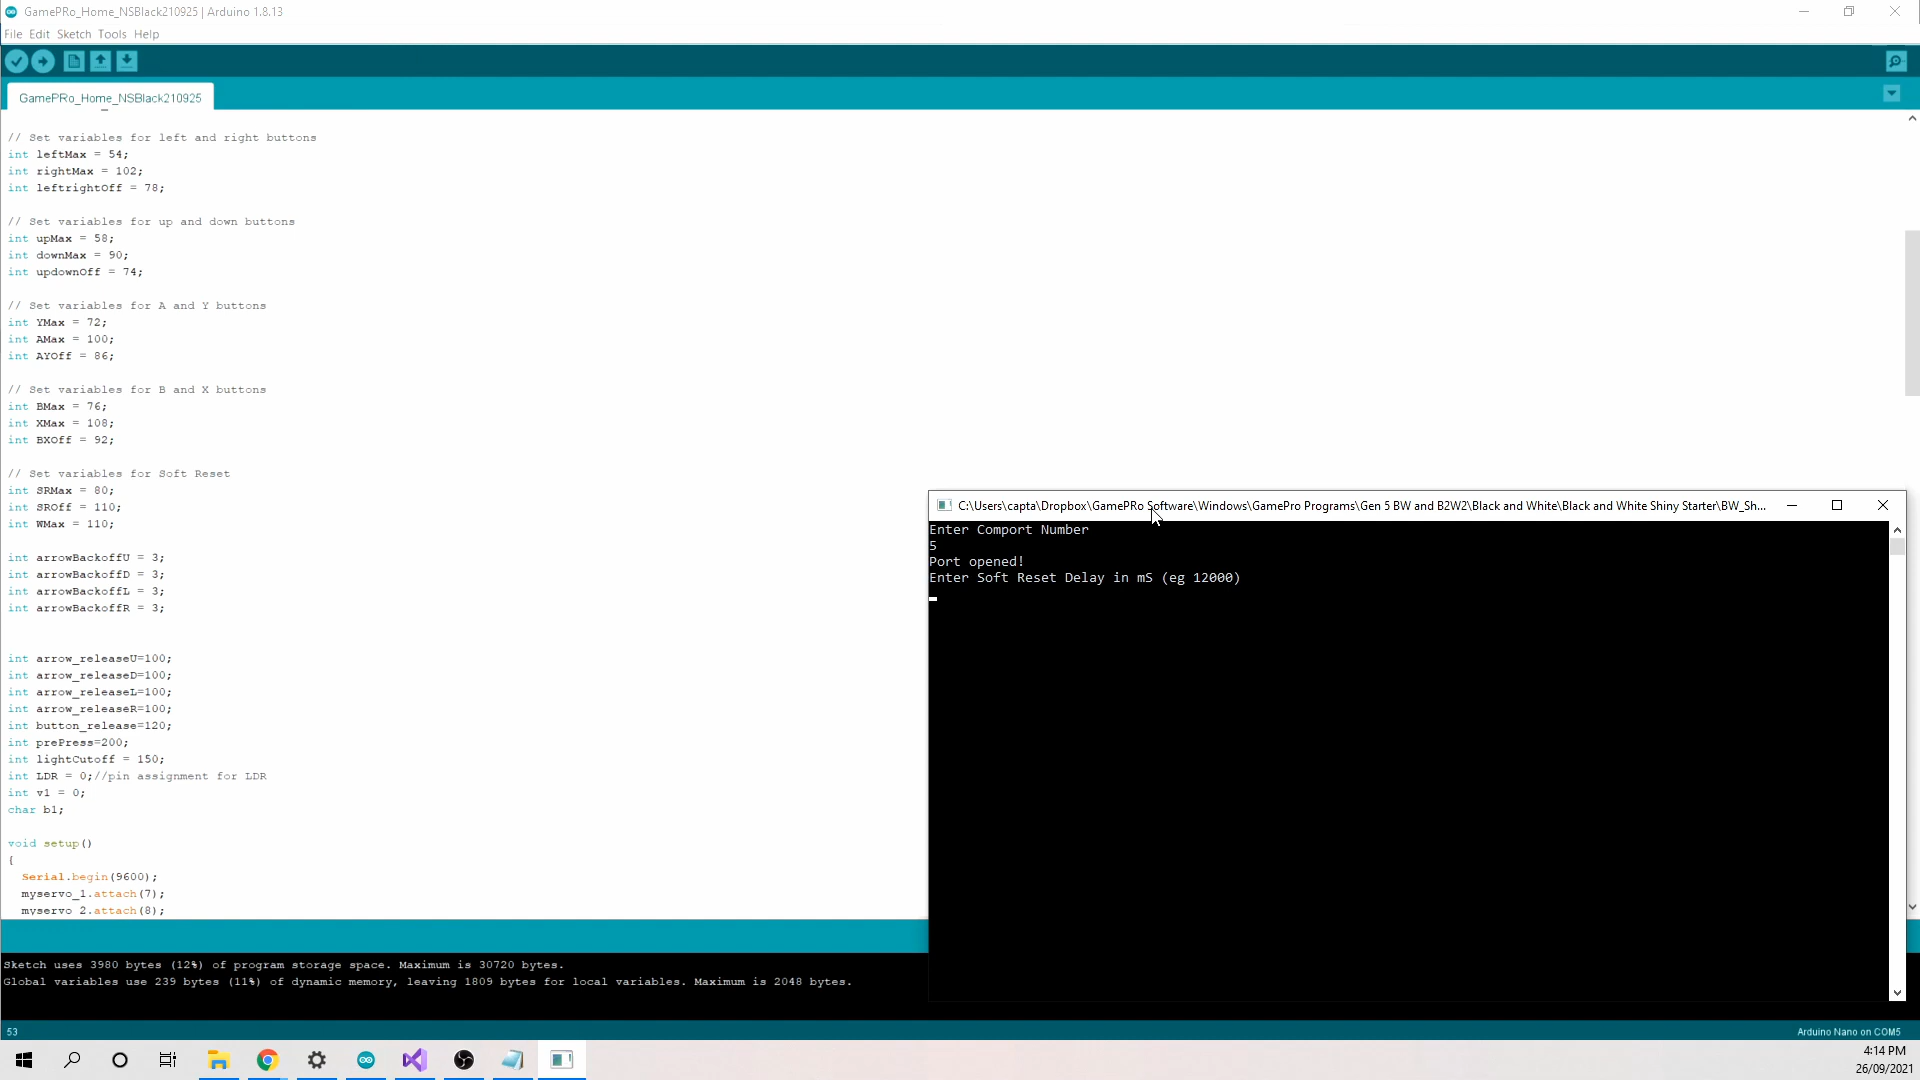 GamePRo_Home_NSBlack210925 | Arduino 1.8.13
File Edit Sketch Tools Help
GamePRo_Home_NSBlack210925
// Set variables for left and right buttons
int leftMax = 54;
int rightMax = 102;
int leftrightOff = 78;
// Set variables for up and down buttons
int upMax = 58;
int downMax = 90;
int updownOff = 74;
// Set variables for A and Y buttons
int YMax = 72;
int AMax = 100;
int AYOff = 86;
// Set variables for B and X buttons
int BMax = 76;
int XMax = 108;
int BXOff = 92;
// Set variables for Soft Reset
int SRMax = 80;
int SROff = 110;
int WMax = 110;
int arrowBackoffU = 3;
int arrowBackoffD = 3;
int arrowBackoffL = 3;
int arrowBackoffR = 3;
int arrow_releaseU=100;
int arrow_releaseD=100;
int arrow_releaseL=100;
int arrow_releaseR=100;
int button_release=120;
int prePress=200;
int lightCutoff = 150;
int LDR = 0;//pin assignment for LDR
int v1 = 0;
char b1;
void setup()
{
Serial.begin(9600);
myservo_1.attach(7);
myservo_2.attach(8);
C:\Users\capta\Dropbox\GamePRo Software\Windows\GamePro Programs\Gen 5 BW and B2W2\Black and White\Black and White Shiny Starter\BW_Sh...
Enter Comport Number
5
Port opened!
Enter Soft Reset Delay in mS (eg 12000)
Sketch uses 3980 bytes (12%) of program storage space. Maximum is 30720 bytes.
Global variables use 239 bytes (11%) of dynamic memory, leaving 1809 bytes for local variables. Maximum is 2048 bytes.
53
Arduino Nano on COM5
4:14 PM
26/09/2021